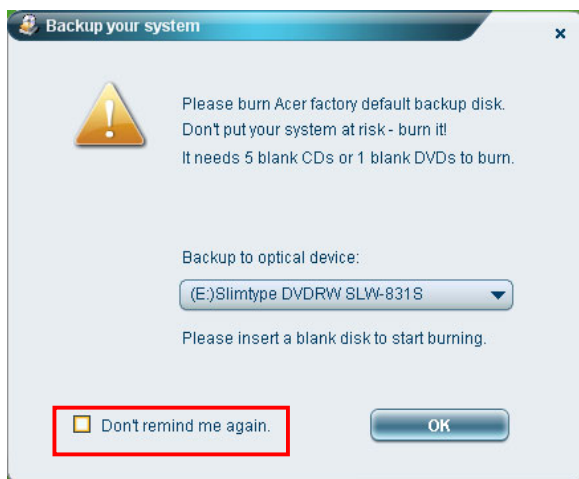 Backup your system
Please burn Acer factory default backup disk.
Don't put your system at risk - burn it!
It needs 5 blank CDs or 1 blank DVDs to burn.
Backup to optical device:
(E:)Slimtype DVDRW SLW-831S
Please insert a blank disk to start burning.
Don't remind me again.
OK